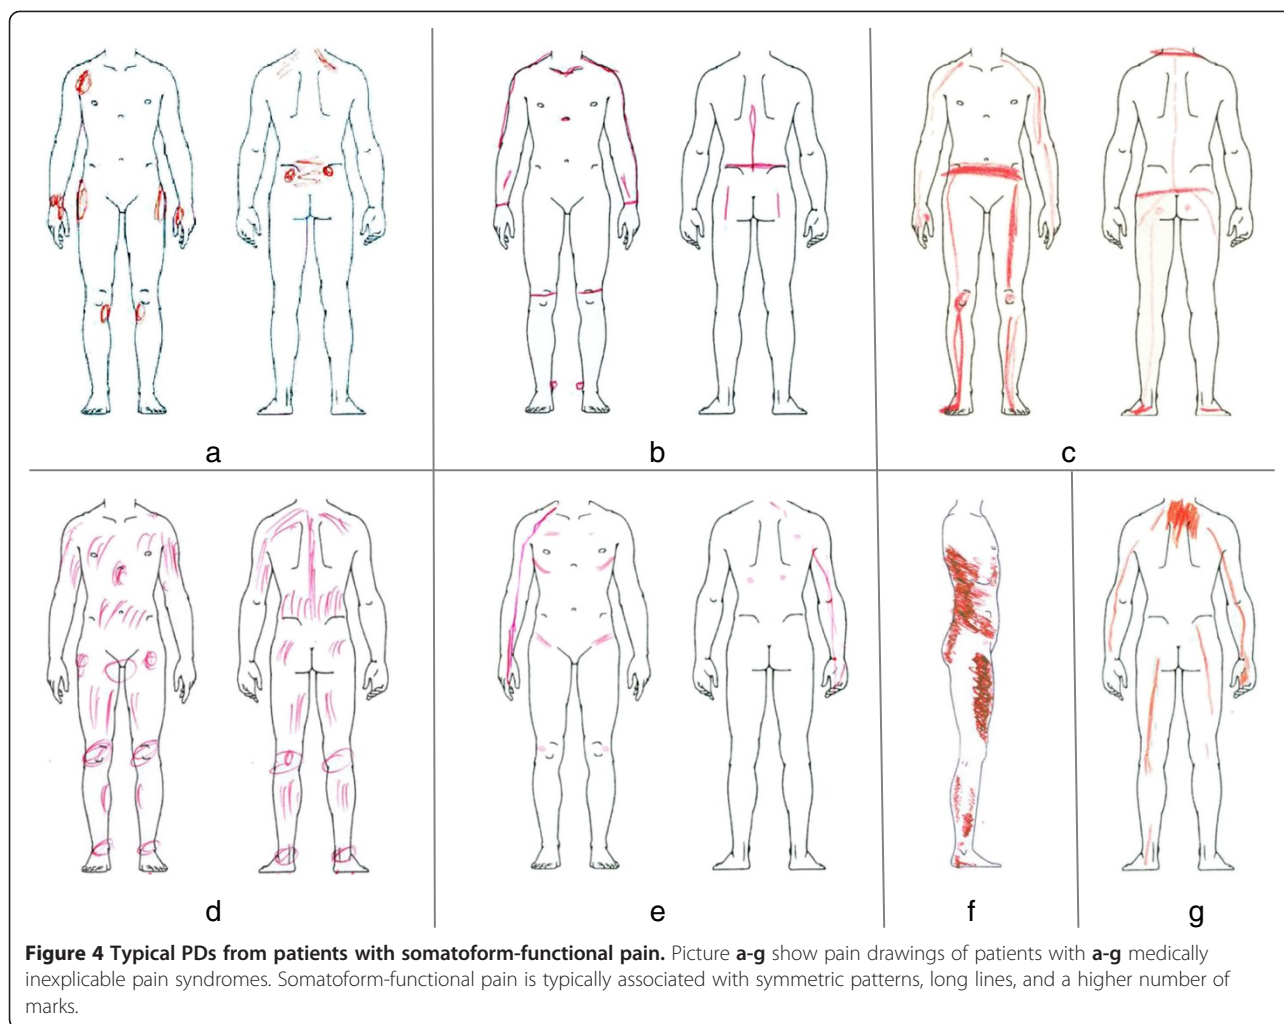 a
b
c
d
e
f
g
Figure 4 Typical PDs from patients with somatoform-functional pain. Picture a-g show pain drawings of patients with a-g medically
inexplicable pain syndromes. Somatoform-functional pain is typically associated with symmetric patterns, long lines, and a higher number of
marks.